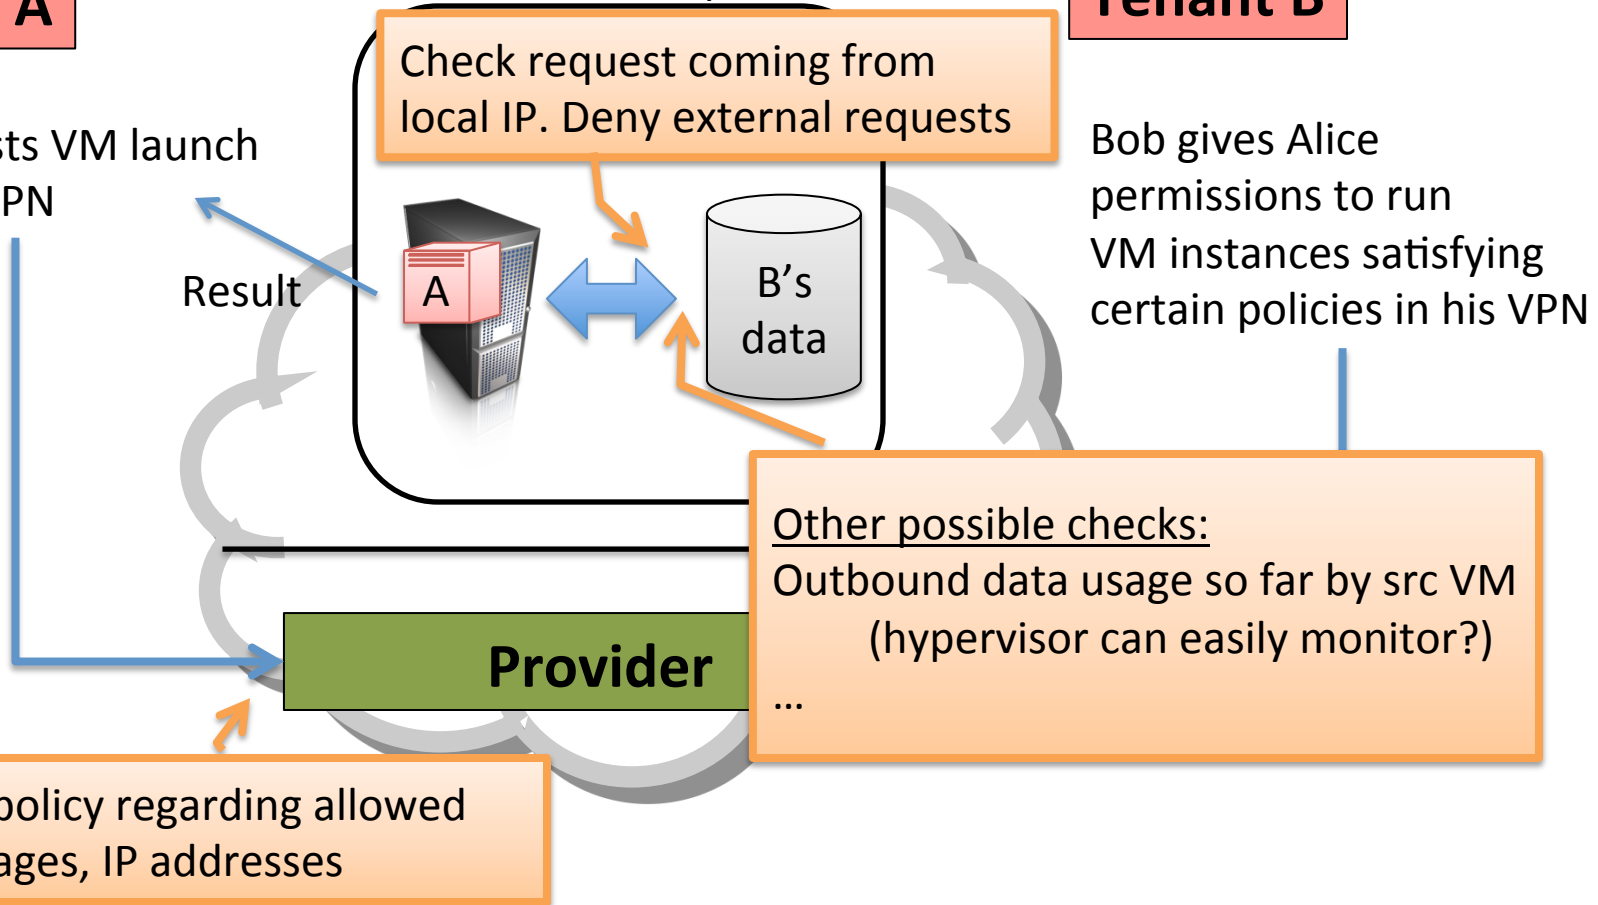 A
Tenant B
Check request coming from
local IP. Deny external requests
sts VM launch
PN
Result
A
B's
data
Bob gives Alice
permissions to run
VM instances satisfying
certain policies in his VPN
Other possible checks:
Outbound data usage so far by src VM
(hypervisor can easily monitor?)
...
Provider
policy regarding allowed
ages, IP addresses